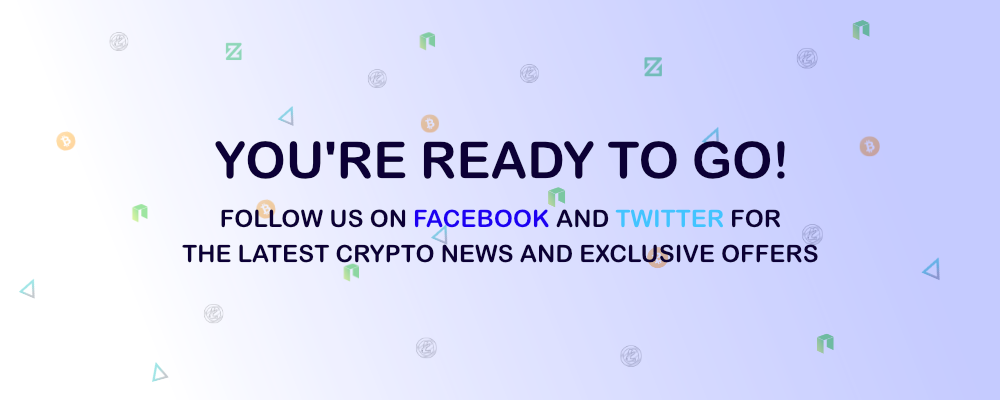 YOU'RE READY TO GO!
FOLLOW US ON FACEBOOK AND TWITTER FOR
THE LATEST CRYPTO NEWS AND EXCLUSIVE OFFERS